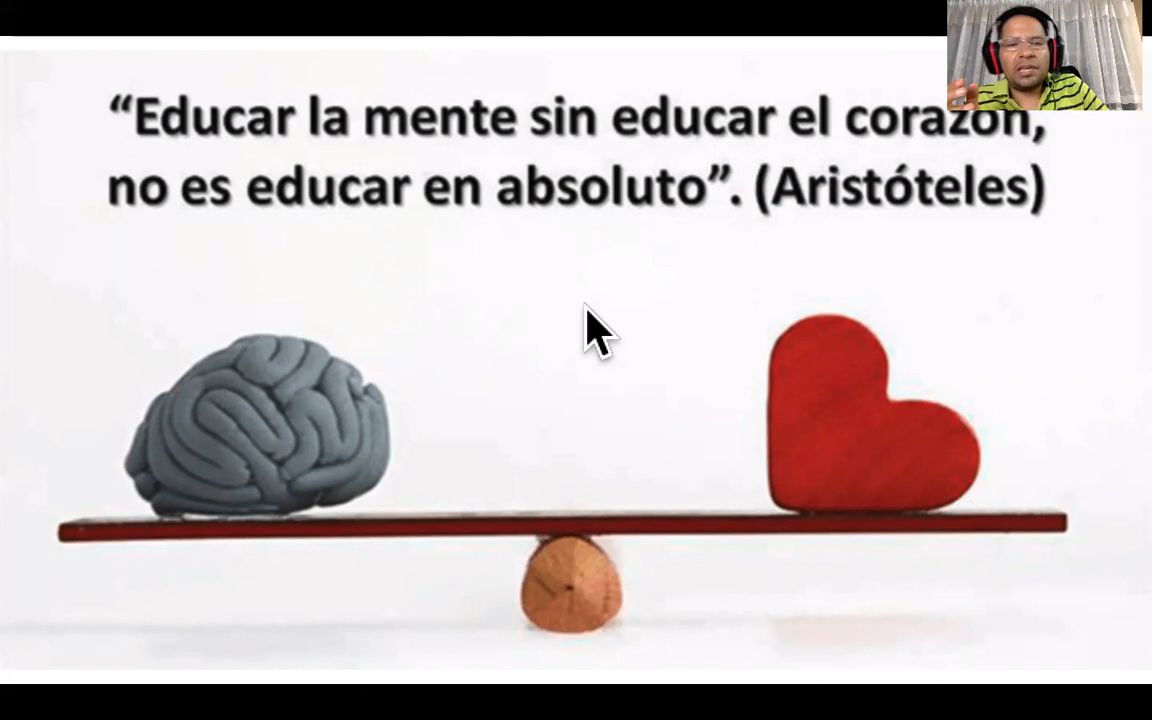 “Educar la mente sin educar el corazón,
no es educar en absoluto”. (Aristóteles)